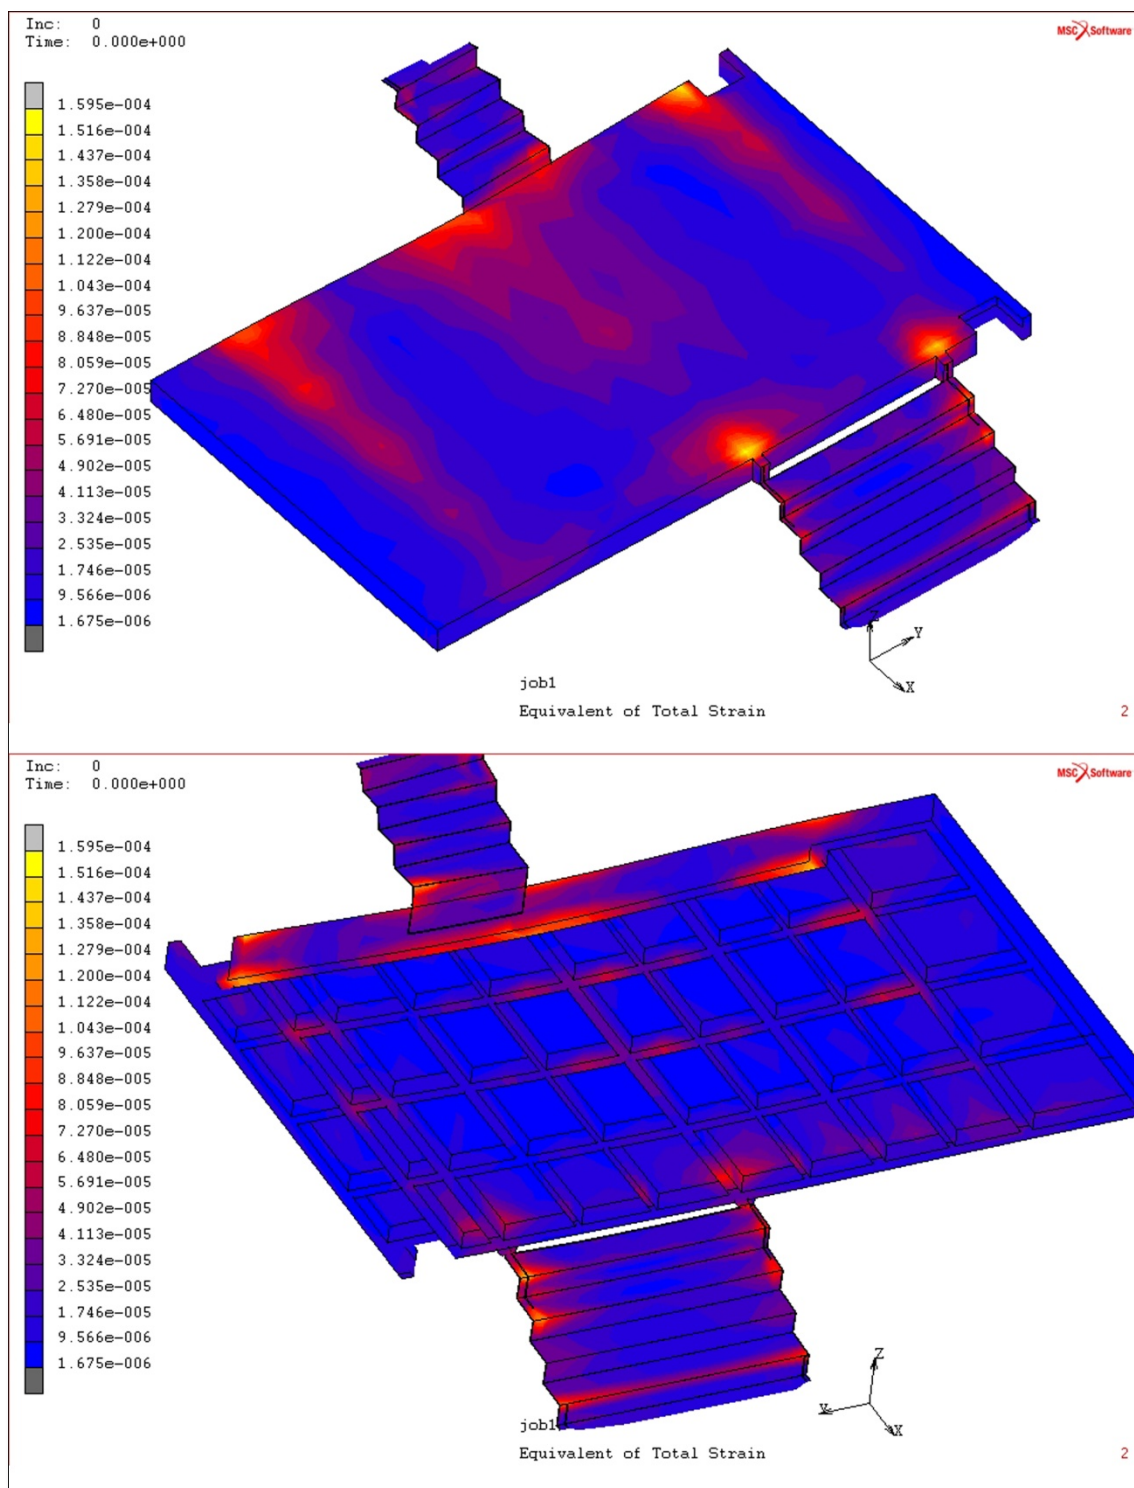 Inc: 0
Time: 0.000e+000
MSC Software
1.595e-004
1.516e-004
1.437e-004
1.358e-004
1.279e-004
1.200e-004
1.122e-004
1.043e-004
9.637e-005
8.848e-005
8.059e-005
7.270e-005
6.480e-005
5.691e-005
4.902e-005
4.113e-005
3.324e-005
2.535e-005
1.746e-005
9.566e-006
1.675e-006
Z
Y
X
job1
Equivalent of Total Strain
2
Inc: 0
Time: 0.000e+000
MSC Software
1.595e-004
1.516e-004
1.437e-004
1.358e-004
1.279e-004
1.200e-004
1.122e-004
1.043e-004
9.637e-005
8.848e-005
8.059e-005
7.270e-005
6.480e-005
5.691e-005
4.902e-005
4.113e-005
3.324e-005
2.535e-005
1.746e-005
9.566e-006
1.675e-006
Z
Y
X
job1
Equivalent of Total Strain
2